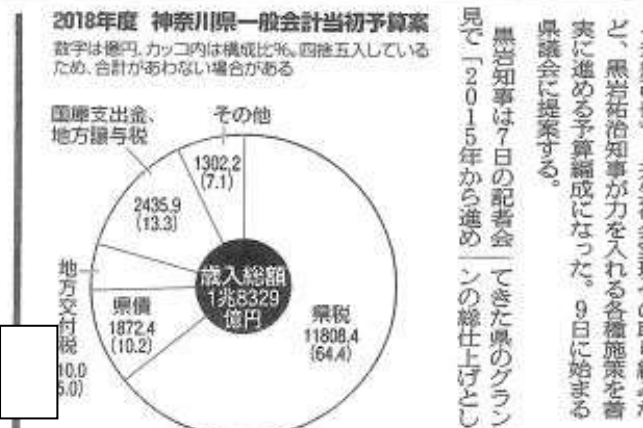 2018年度 神奈川県一般会計当初予算案
数字は億円。カッコ内は構成比%。四捨五入している
ため、合計があわない場合がある
国庫支出金、
地方譲与税
その他
1302.2
(7.1)
2435.9
(13.3)
地方交付税
10.0
5.0)
県債
1872.4
(10.2)
歳入総額
1兆8329
億円
県税
11808.4
(64.4)
ど、黒岩祐治知事が力を入れる各種施策を着
実に進める予算編成になった。9日に始まる
県議会に提案する。
黒岩知事は7日の記者会
見で「2015年から進め
てきた県のグラン
ンの総仕上げとし